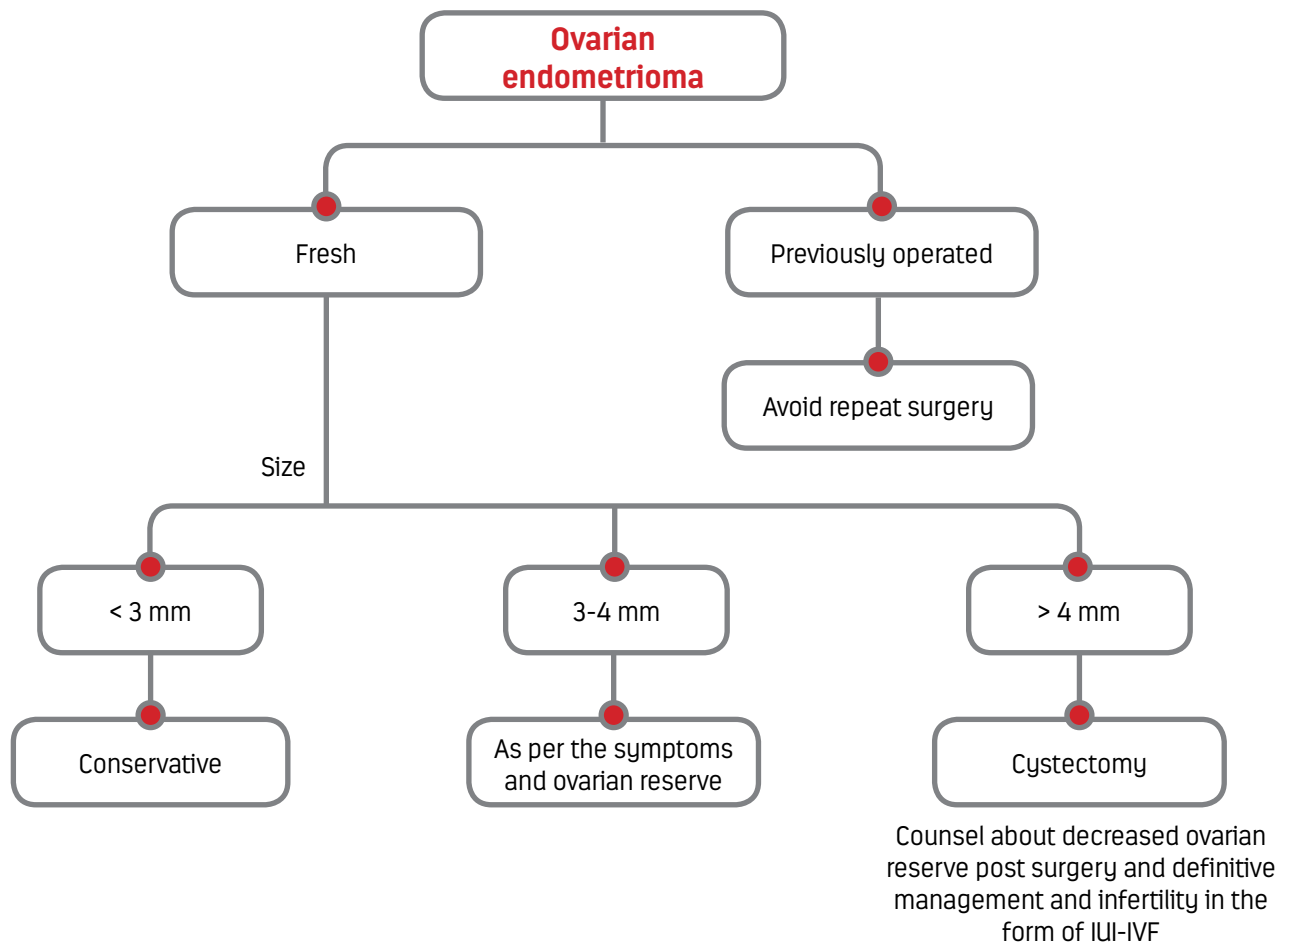 Ovarian
endometrioma
Fresh
Previously operated
Avoid repeat surgery
Size
< 3 mm
3-4 mm
> 4 mm
Conservative
As per the symptoms
and ovarian reserve
Cystectomy
Counsel about decreased ovarian
reserve post surgery and definitive
management and infertility in the
form of IUI-IVF